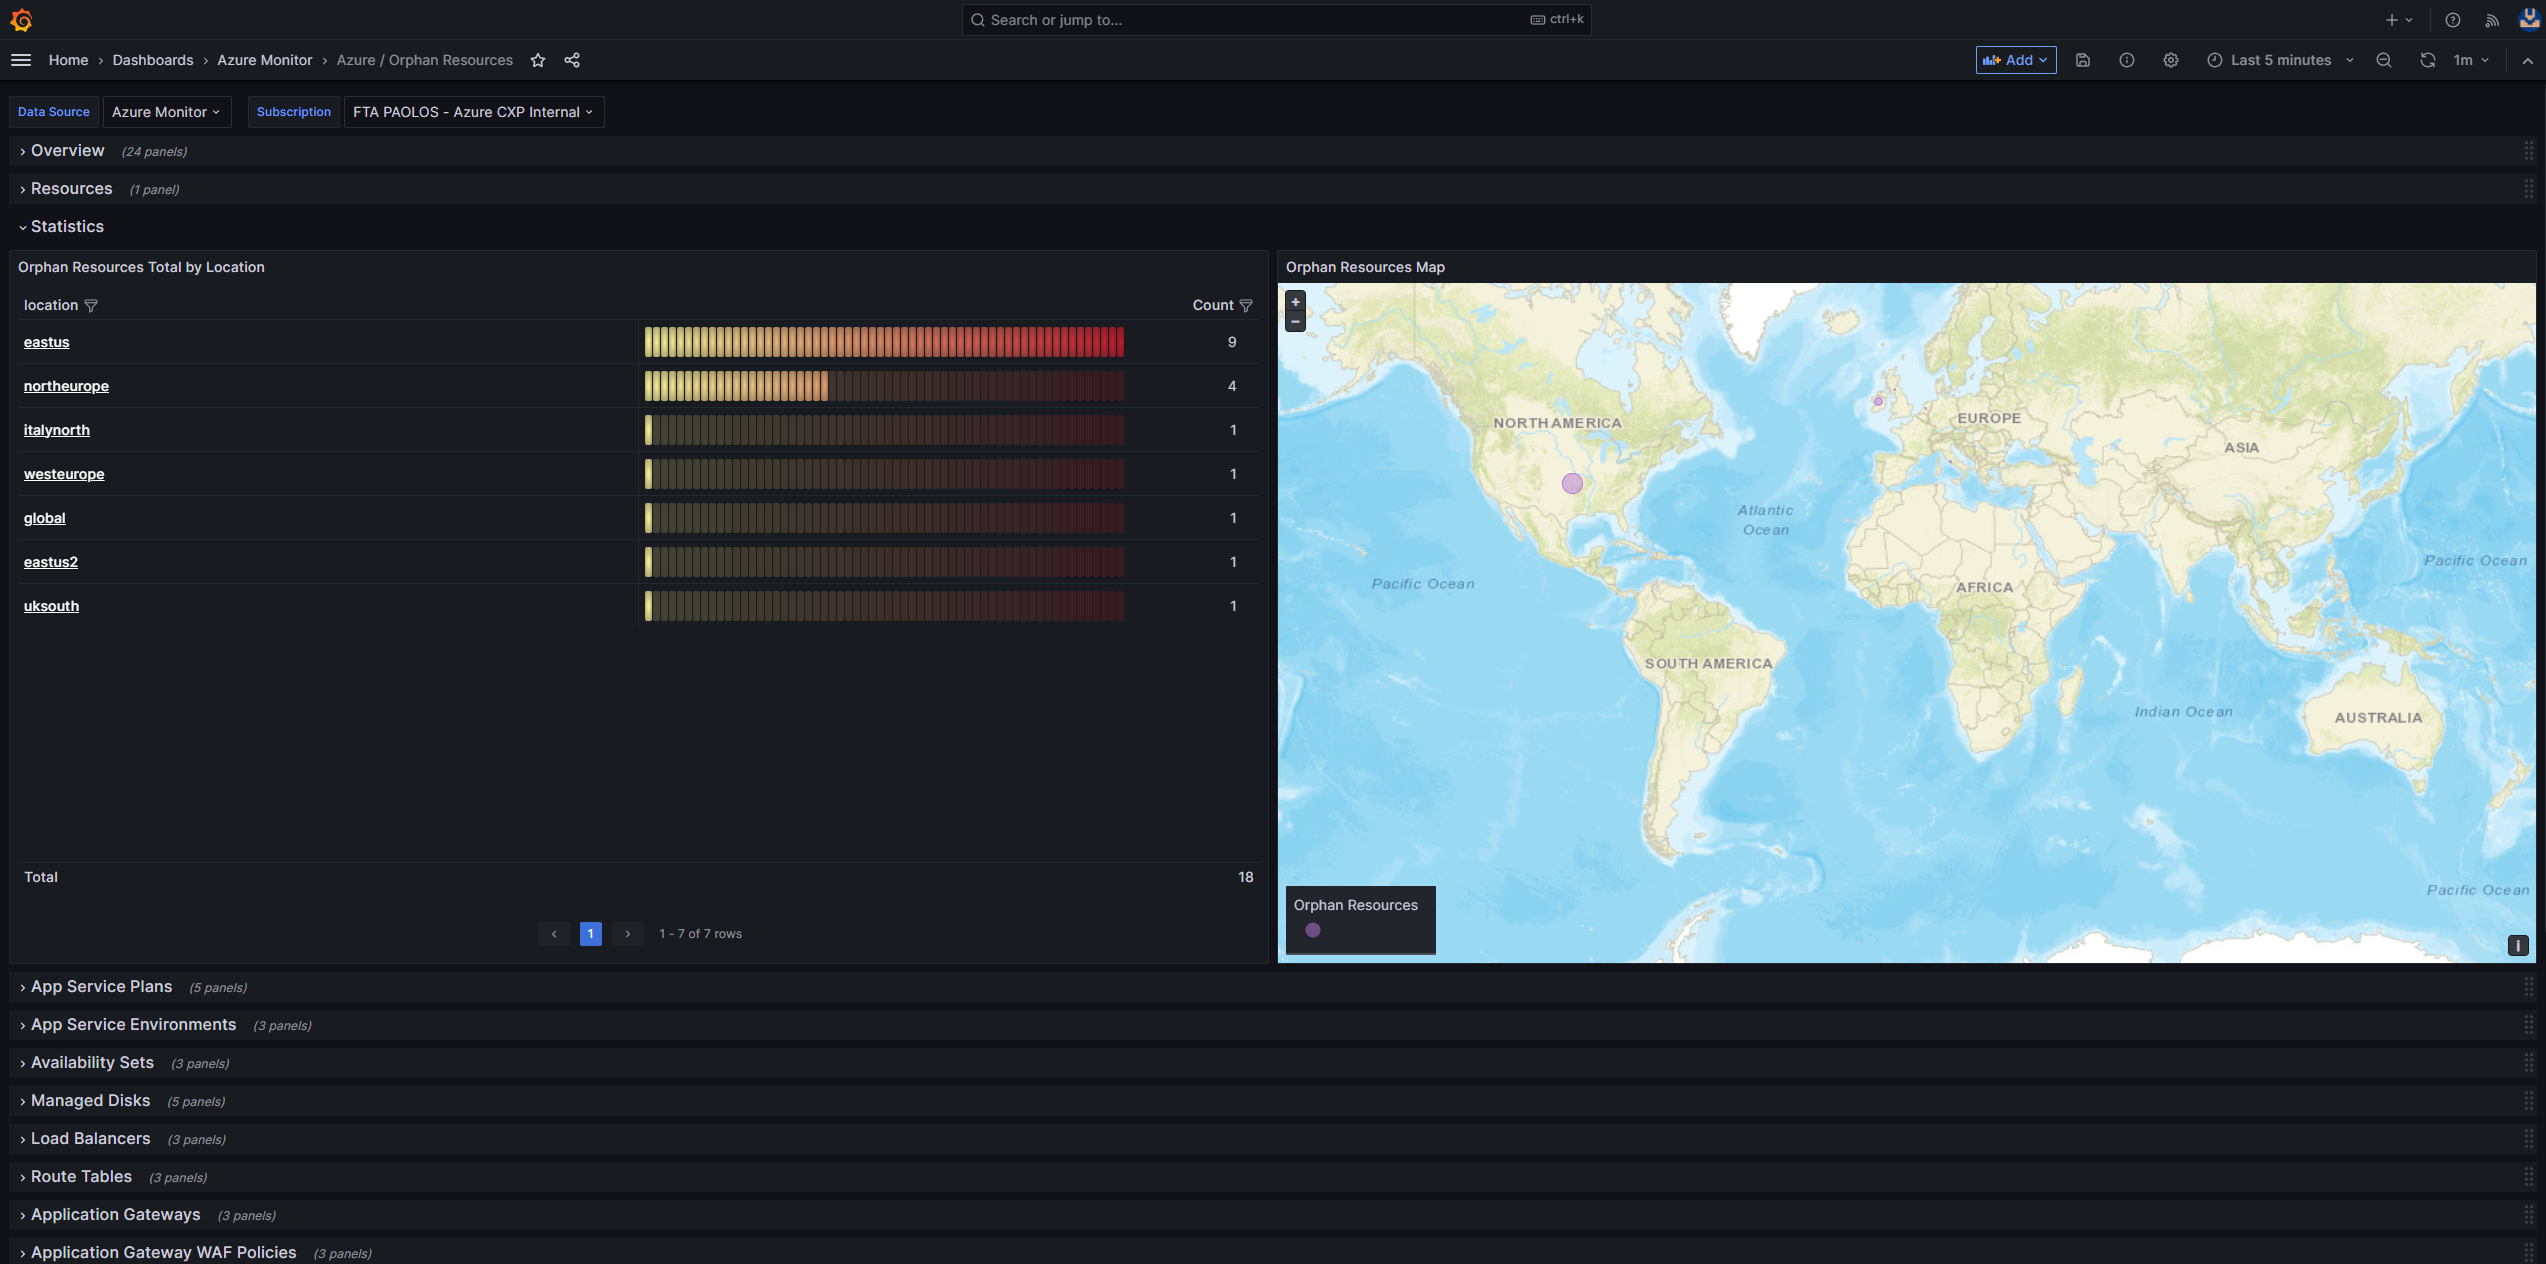 Search or jump to... ctrl+k
Home › Dashboards › Azure Monitor › Azure / Orphan Resources Add Last 5 minutes 1m
Data Source Azure Monitor Subscription FTA PAOLOS - Azure CXP Internal
Overview (24 panels)
Resources (1 panel)
Statistics
Orphan Resources Total by Location
location Count
eastus 9
northeurope 4
italynorth 1
westeurope 1
global 1
eastus2 1
uksouth 1
Total 18
1 1 - 7 of 7 rows
Orphan Resources Map
+
−
NORTH AMERICA
EUROPE
ASIA
Atlantic
Ocean
Pacific Ocean
Pacific Ocean
AFRICA
SOUTH AMERICA
Indian Ocean
AUSTRALIA
Pacific Ocean
Orphan Resources
i
App Service Plans (5 panels)
App Service Environments (3 panels)
Availability Sets (3 panels)
Managed Disks (5 panels)
Load Balancers (3 panels)
Route Tables (3 panels)
Application Gateways (3 panels)
Application Gateway WAF Policies (3 panels)